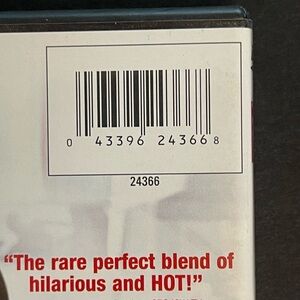 0 43396 24366 8
24366
“The rare perfect blend of
hilarious and HOT!”